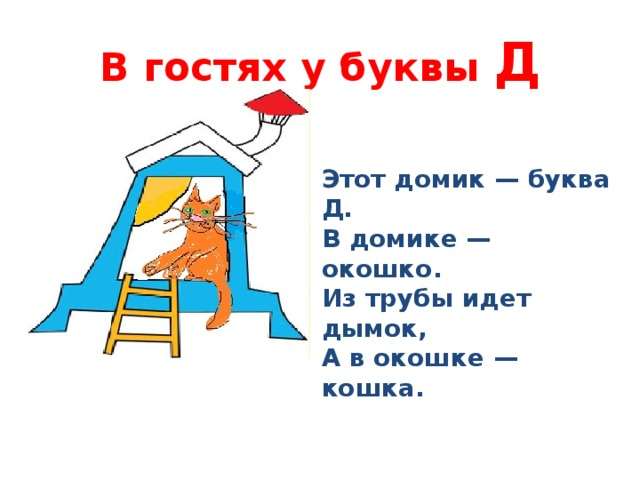 В гостях у буквы Д
Этот домик — буква
Д.
В домике —
окошко.
Из трубы идет
дымок,
А в окошке —
кошка.